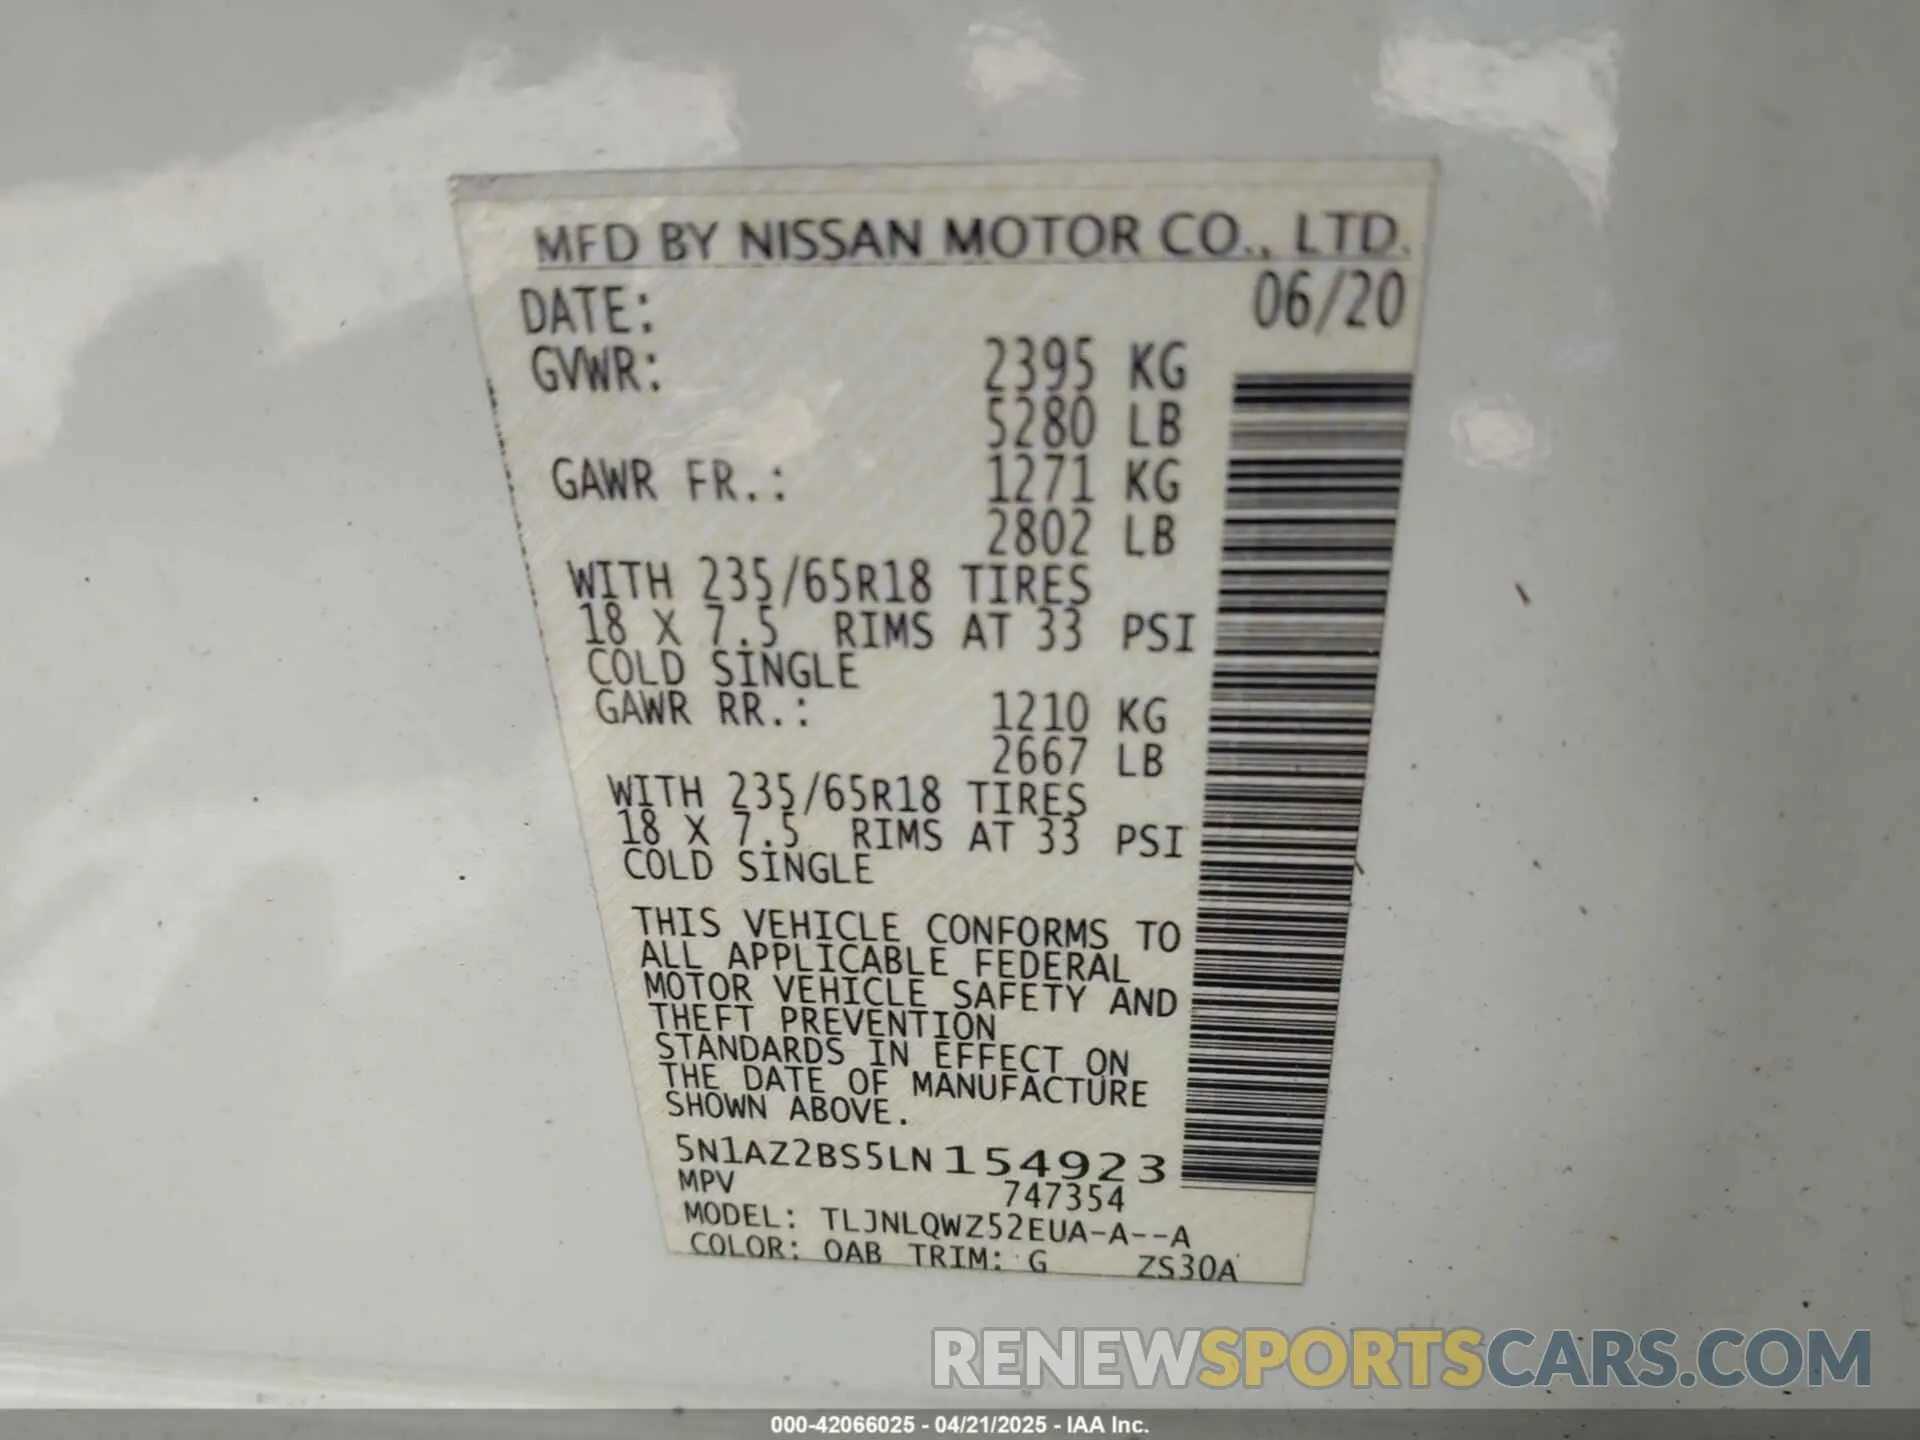 MFD BY NISSAN MOTOR CO., LTD.
DATE: 06/20
GVWR: 2395 KG
5280 LB
GAWR FR.: 1271 KG
2802 LB
WITH 235/65R18 TIRES
18 X 7.5 RIMS AT 33 PSI
COLD SINGLE
GAWR RR.: 1210 KG
2667 LB
WITH 235/65R18 TIRES
18 X 7.5 RIMS AT 33 PSI
COLD SINGLE
THIS VEHICLE CONFORMS TO
ALL APPLICABLE FEDERAL
MOTOR VEHICLE SAFETY AND
THEFT PREVENTION
STANDARDS IN EFFECT ON
THE DATE OF MANUFACTURE
SHOWN ABOVE.
5N1AZ2BS5LN154923
MPV 747354
MODEL: TLJNLQWZ52EUA-A--A
COLOR: QAB TRIM: G ZS30A
RENEWSPORTSCARS.COM
000-42066025 - 04/21/2025 - IAA Inc.